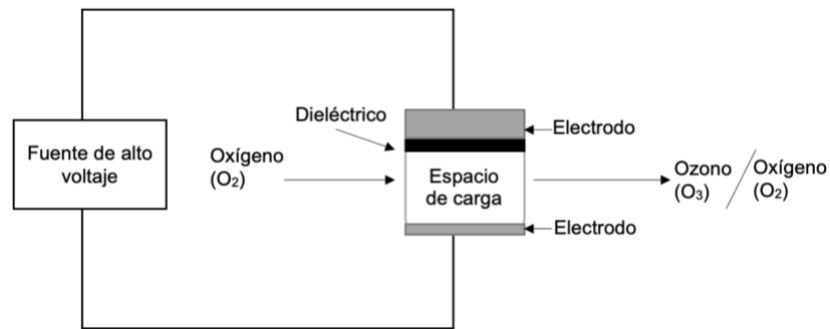 Fuente de alto
voltaje
Oxígeno
(O₂)
Dieléctrico
Electrodo
Espacio
de carga
Electrodo
Ozono
(O₃)
/
Oxígeno
(O₂)